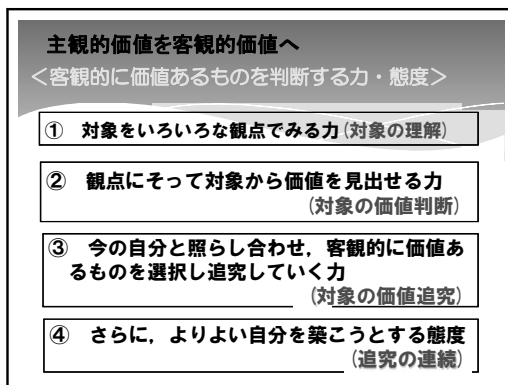 主観的価値を客観的価値へ
＜客観的に価値あるものを判断する力・態度＞
① 対象をいろいろな観点でみる力(対象の理解)
② 観点にそって対象から価値を見出せる力
(対象の価値判断)
③ 今の自分と照らし合わせ，客観的に価値あ
るものを選択し追究していく力
(対象の価値追究)
④ さらに，よりよい自分を築こうとする態度
(追究の連続)